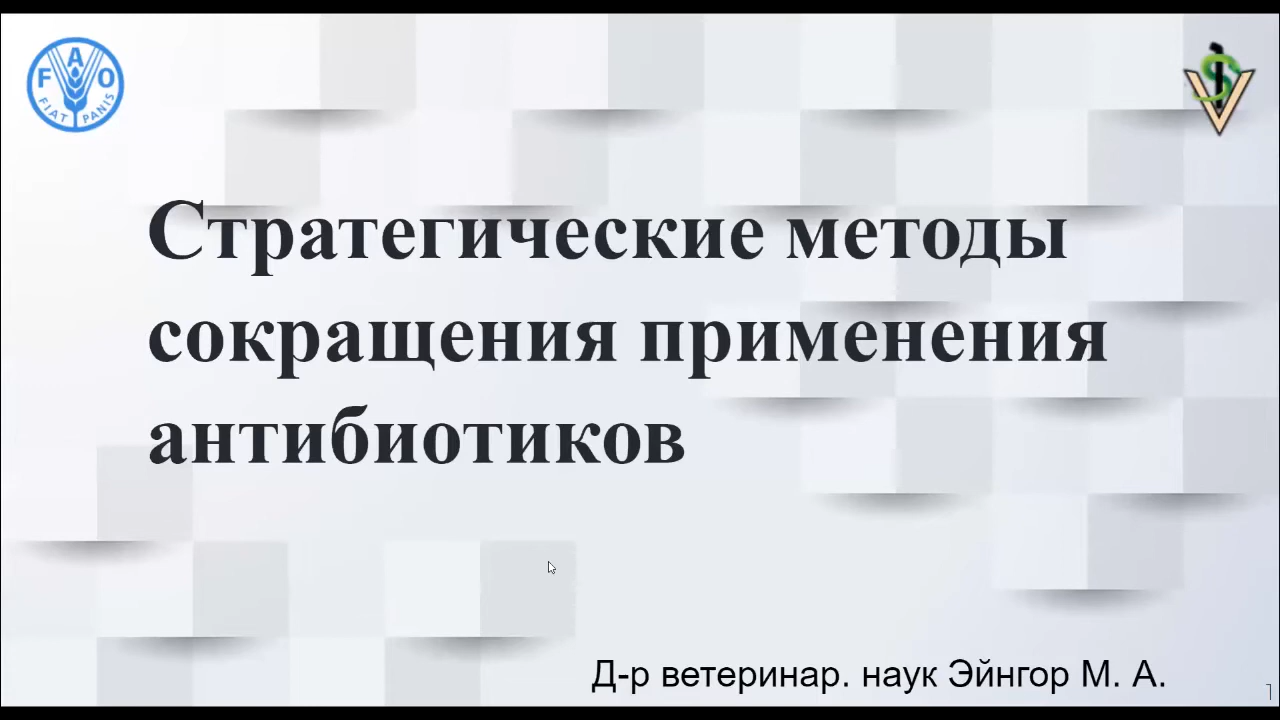 FAO
FIAT PANIS
Стратегические методы
сокращения применения
антибиотиков
Д-р ветеринар. наук Эйнгор М. А.
1